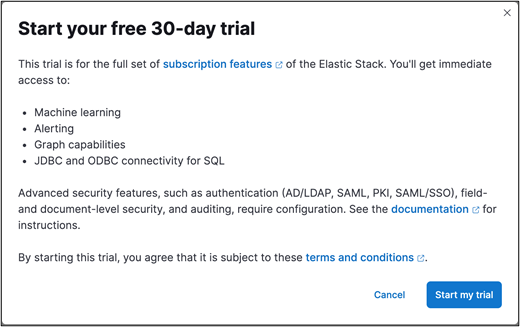 Start your free 30-day trial
This trial is for the full set of subscription features of the Elastic Stack. You'll get immediate
access to:
• Machine learning
• Alerting
• Graph capabilities
• JDBC and ODBC connectivity for SQL
Advanced security features, such as authentication (AD/LDAP, SAML, PKI, SAML/SSO), field-
and document-level security, and auditing, require configuration. See the documentation for
instructions.
By starting this trial, you agree that it is subject to these terms and conditions.
Cancel Start my trial